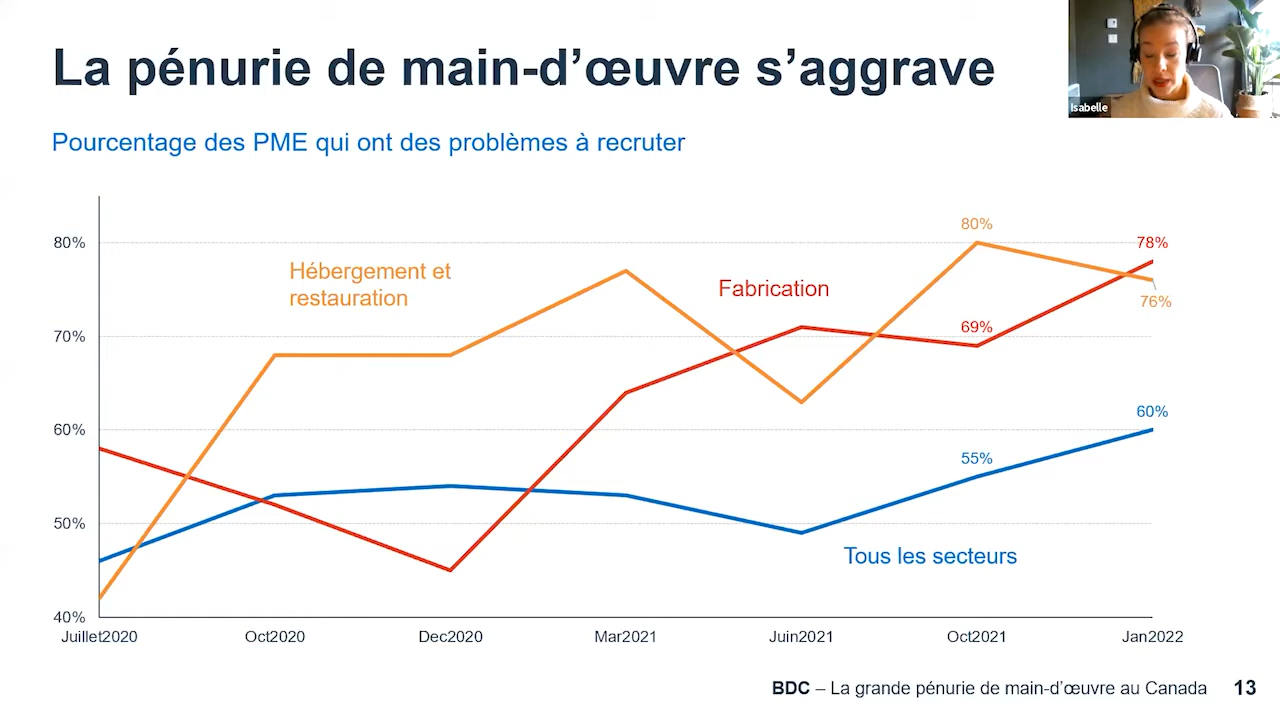 La pénurie de main-d’œuvre s’aggrave
Isabelle
Pourcentage des PME qui ont des problèmes à recruter
80%
70%
60%
50%
40%
Hébergement et
restauration
Fabrication
Tous les secteurs
80%
78%
76%
69%
60%
55%
Juillet2020
Oct2020
Dec2020
Mar2021
Juin2021
Oct2021
Jan2022
BDC – La grande pénurie de main-d’œuvre au Canada 13